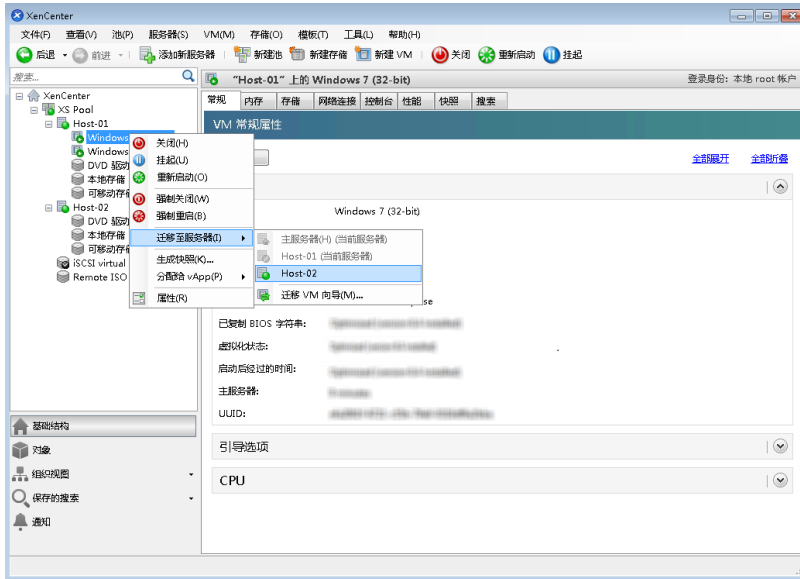 XenCenter
文件(F) 查看(V) 池(P) 服务器(S) VM(M) 存储(O) 模板(T) 工具(L) 帮助(H)
后退 前进 添加新服务器 新建池 新建存储 新建 VM 关闭 重新启动 挂起
搜索...
“Host-01”上的 Windows 7 (32-bit)
登录身份: 本地 root 帐户
XenCenter
XS Pool
Host-01
Windows
Windows
DVD 驱动
本地存储
可移动存储
Host-02
DVD 驱动
本地存储
可移动存储
iSCSI virtual
Remote ISO
关闭(H)
挂起(U)
重新启动(O)
强制关闭(W)
强制重启(B)
迁移至服务器(I)
生成快照(K)...
分配给 vApp(P)
属性(R)
主服务器(H) (当前服务器)
Host-01 (当前服务器)
Host-02
迁移 VM 向导(M)...
常规 内存 存储 网络连接 控制台 性能 快照 搜索
VM 常规属性
全部展开 全部折叠
Windows 7 (32-bit)
se
已复制 BIOS 字符串:
虚拟化状态:
启动后经过的时间:
主服务器:
UUID:
引导选项
CPU
基础结构
对象
组织视图
保存的搜索
通知